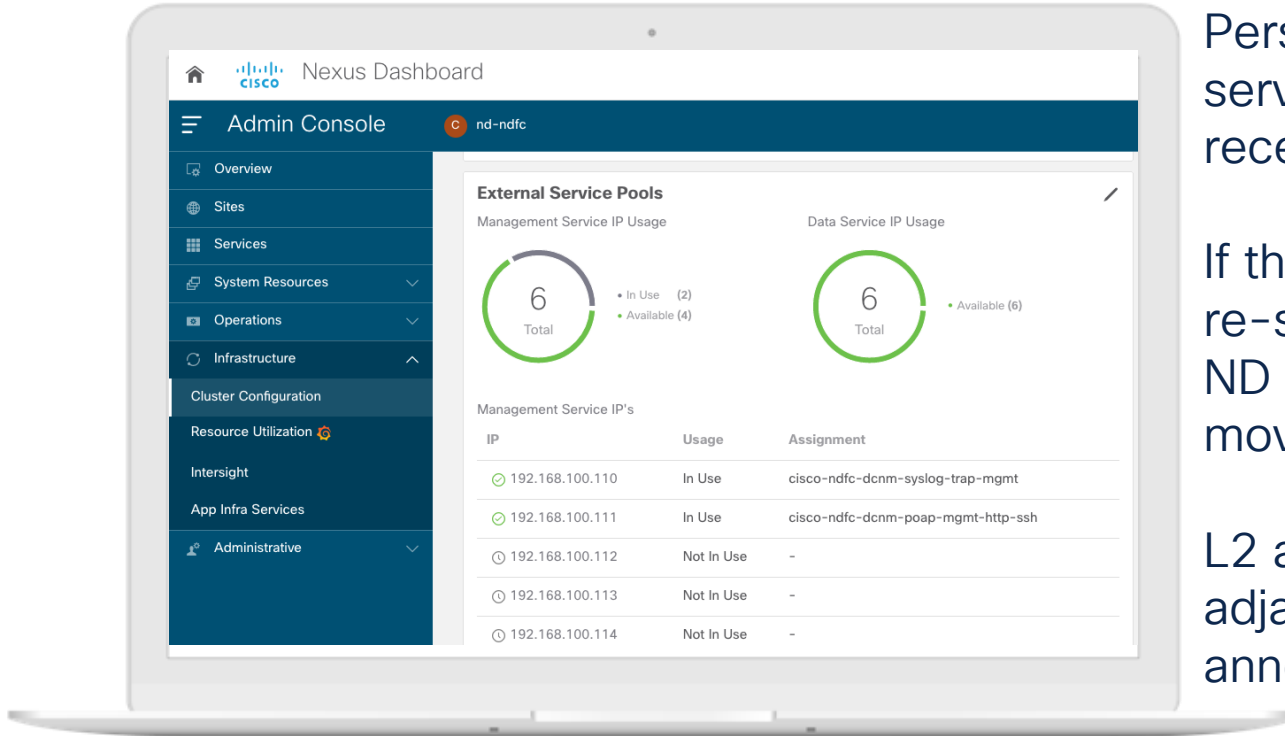 cisco
Nexus Dashboard
Admin Console
C nd-ndfc
Overview
Sites
Services
System Resources
Operations
Infrastructure
Cluster Configuration
Resource Utilization
Intersight
App Infra Services
Administrative
External Service Pools
Management Service IP Usage
6
Total
• In Use (2)
• Available (4)
Data Service IP Usage
6
Total
• Available (6)
Management Service IP's
IP Usage Assignment
192.168.100.110 In Use cisco-ndfc-dcnm-syslog-trap-mgmt
192.168.100.111 In Use cisco-ndfc-dcnm-poap-mgmt-http-ssh
192.168.100.112 Not In Use -
192.168.100.113 Not In Use -
192.168.100.114 Not In Use -
If th
re-s
ND
mov
L2 a
adja